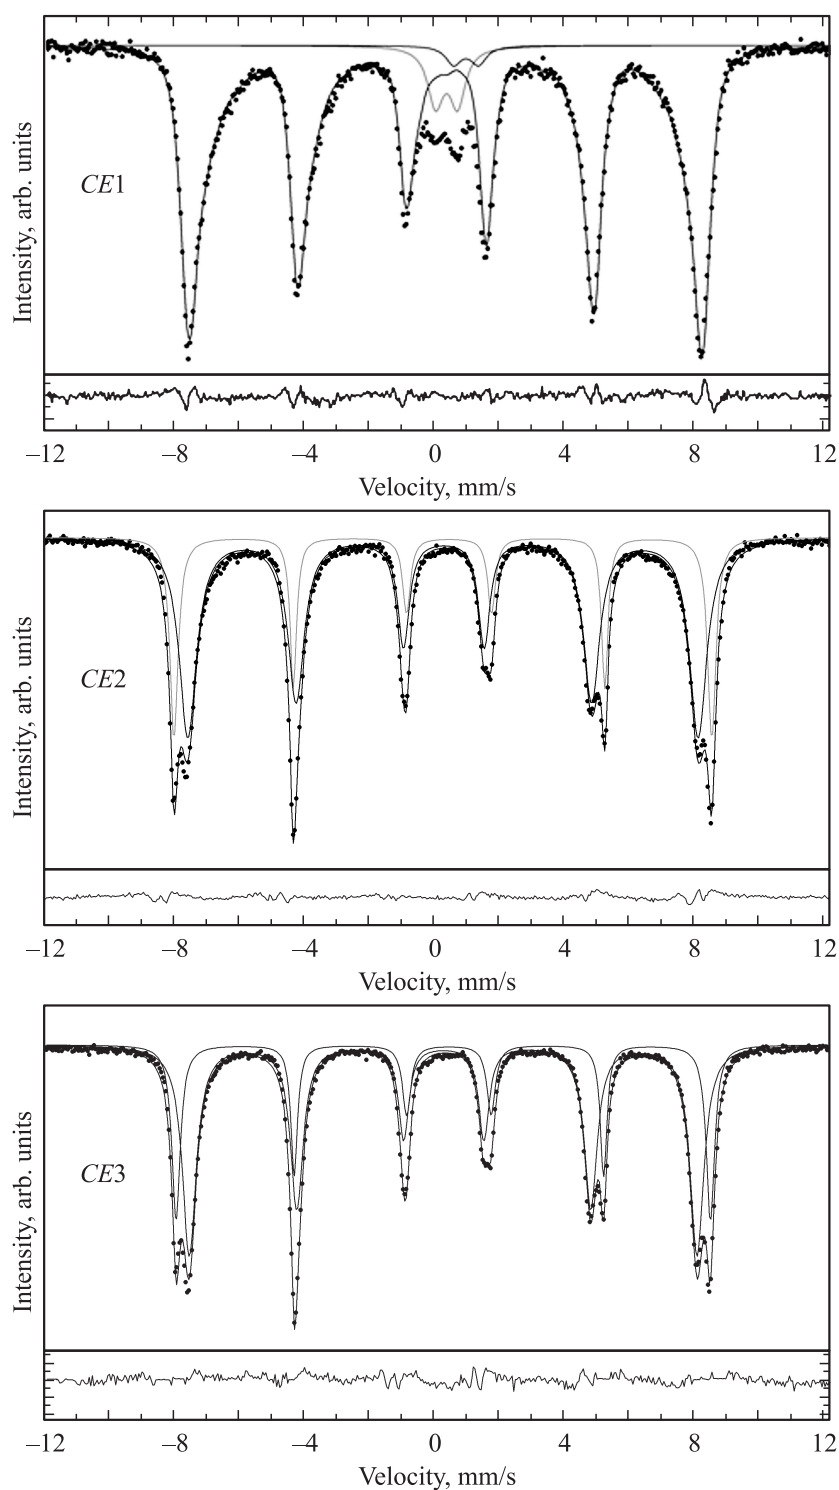 Intensity, arb. units
CE1
–12 –8 –4 0 4 8 12
Velocity, mm/s
Intensity, arb. units
CE2
–12 –8 –4 0 4 8 12
Velocity, mm/s
Intensity, arb. units
CE3
–12 –8 –4 0 4 8 12
Velocity, mm/s